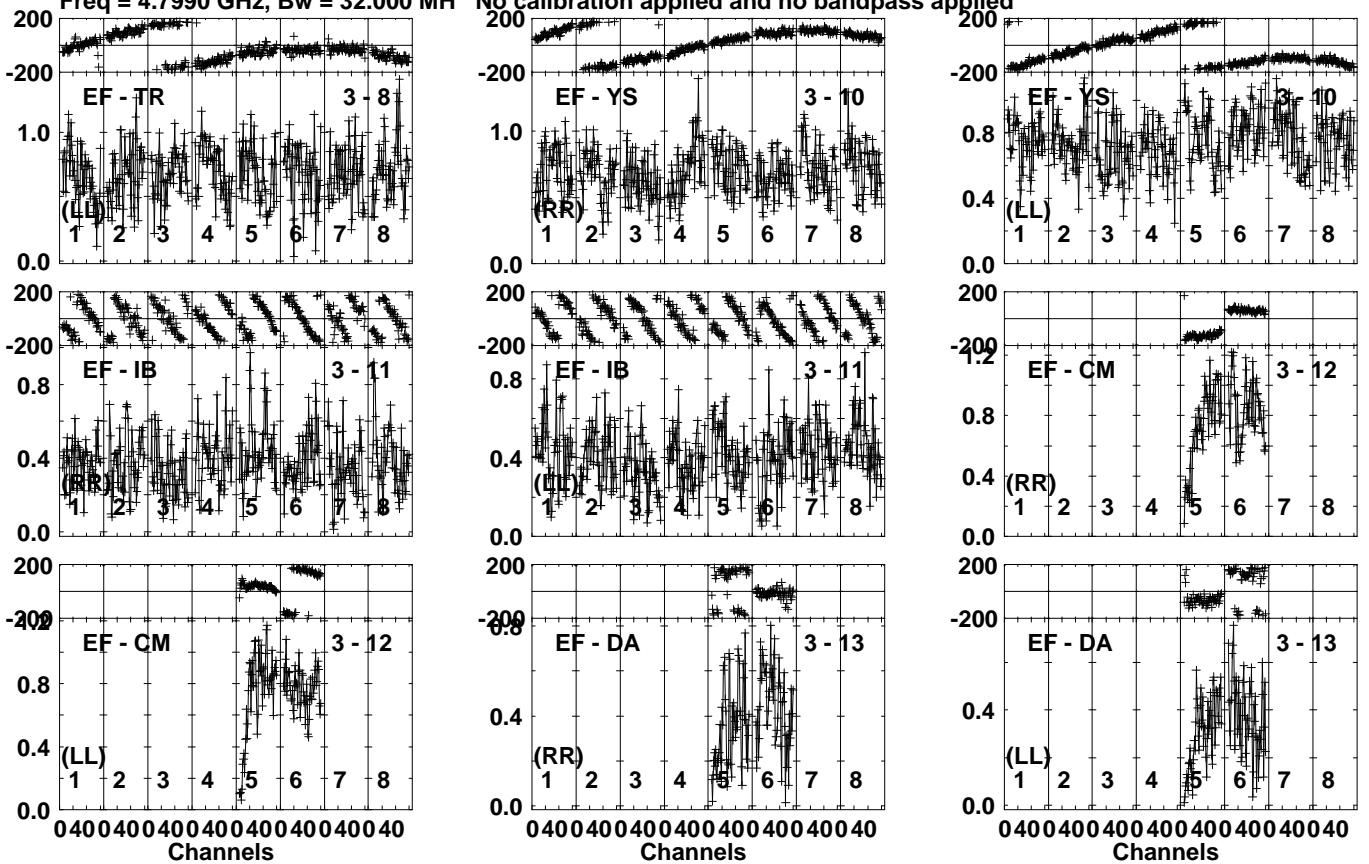 Freq = 4.7990 GHz, Bw = 32.000 MH No calibration applied and no bandpass applied
200 200 200
-200 -200 -200
EF - TR 3 - 8 EF - YS 3 - 10 EF - YS 3 - 10
1.0 1.0 0.8
0.4
(LL) (RR) (LL)
1 2 3 4 5 6 7 8 1 2 3 4 5 6 7 8 1 2 3 4 5 6 7 8
0.0 0.0 0.0
200 200 200
-200 -200 -200
1.2
EF - IB 3 - 11 EF - IB 3 - 11 EF - CM 3 - 12
0.8 0.8 0.8
0.4 0.4 0.4
(RR) (LL) (RR)
1 2 3 4 5 6 7 8 1 2 3 4 5 6 7 8 1 2 3 4 5 6 7 8
0.0 0.0 0.0
200 200 200
-200 -200 -200
1.2 0.8
EF - CM 3 - 12 EF - DA 3 - 13 EF - DA 3 - 13
0.8
0.4 0.4 0.4
(LL) (RR) (LL)
1 2 3 4 5 6 7 8 1 2 3 4 5 6 7 8 1 2 3 4 5 6 7 8
0.0 0.0 0.0
0 40 0 40 0 40 0 40 0 40 0 40 0 40 0 40 0 40 0 40 0 40 0 40 0 40 0 40 0 40 0 40 0 40 0 40 0 40 0 40 0 40 0 40 0 40 0 40
Channels Channels Channels